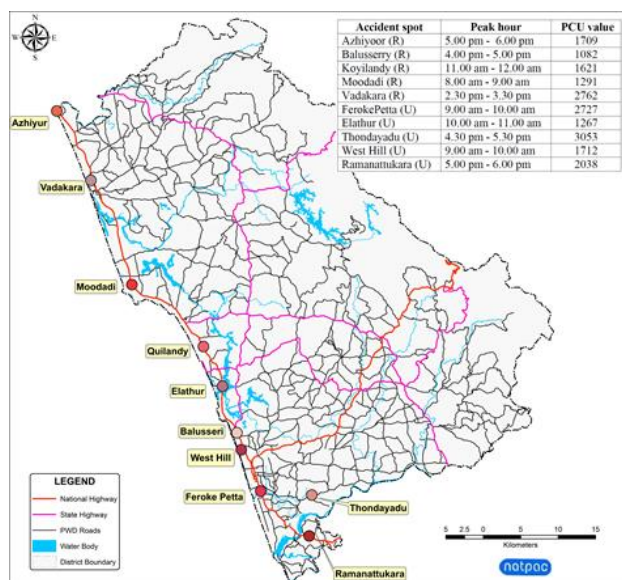 N
W
E
S
Accident spot Peak hour PCU value
Azhiyoor (R) 5.00 pm - 6.00 pm 1709
Balusserry (R) 4.00 pm - 5.00 pm 1082
Koyilandy (R) 11.00 am - 12.00 am 1621
Moodadi (R) 8.00 am - 9.00 am 1291
Vadakara (R) 2.30 pm - 3.30 pm 2762
FerokePetta (U) 9.00 am - 10.00 am 2727
Elathur (U) 10.00 am - 11.00 am 1267
Thondayadu (U) 4.30 pm - 5.30 pm 3053
West Hill (U) 9.00 am - 10.00 am 1712
Ramanattukara (U) 5.00 pm - 6.00 pm 2038
Azhiyur
Vadakara
Moodadi
Quilandy
Elathur
Balusseri
West Hill
Feroke Petta
Thondayadu
Ramanattukara
LEGEND
National Highway
State Highway
PWD Roads
Water Body
District Boundary
5 2.5 0 5 10 15
Kilometers
natpac